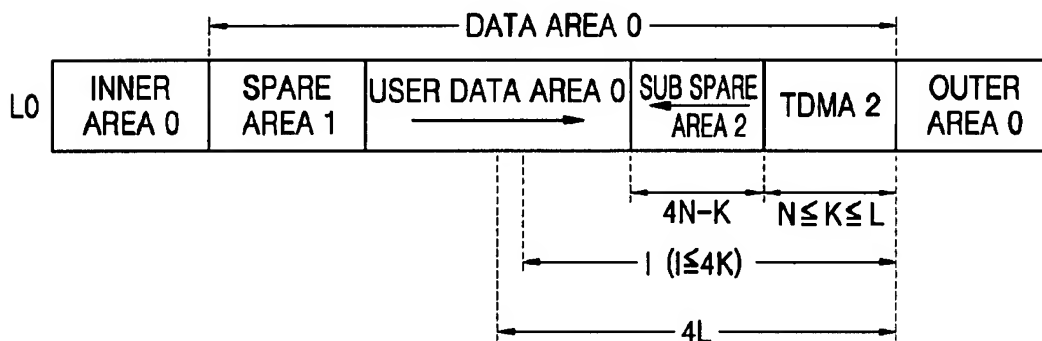 DATA AREA 0
L0
INNER AREA 0
SPARE AREA 1
USER DATA AREA 0
SUB SPARE AREA 2
TDMA 2
OUTER AREA 0
4N-K
N≦K≦L
I (I≦4K)
4L